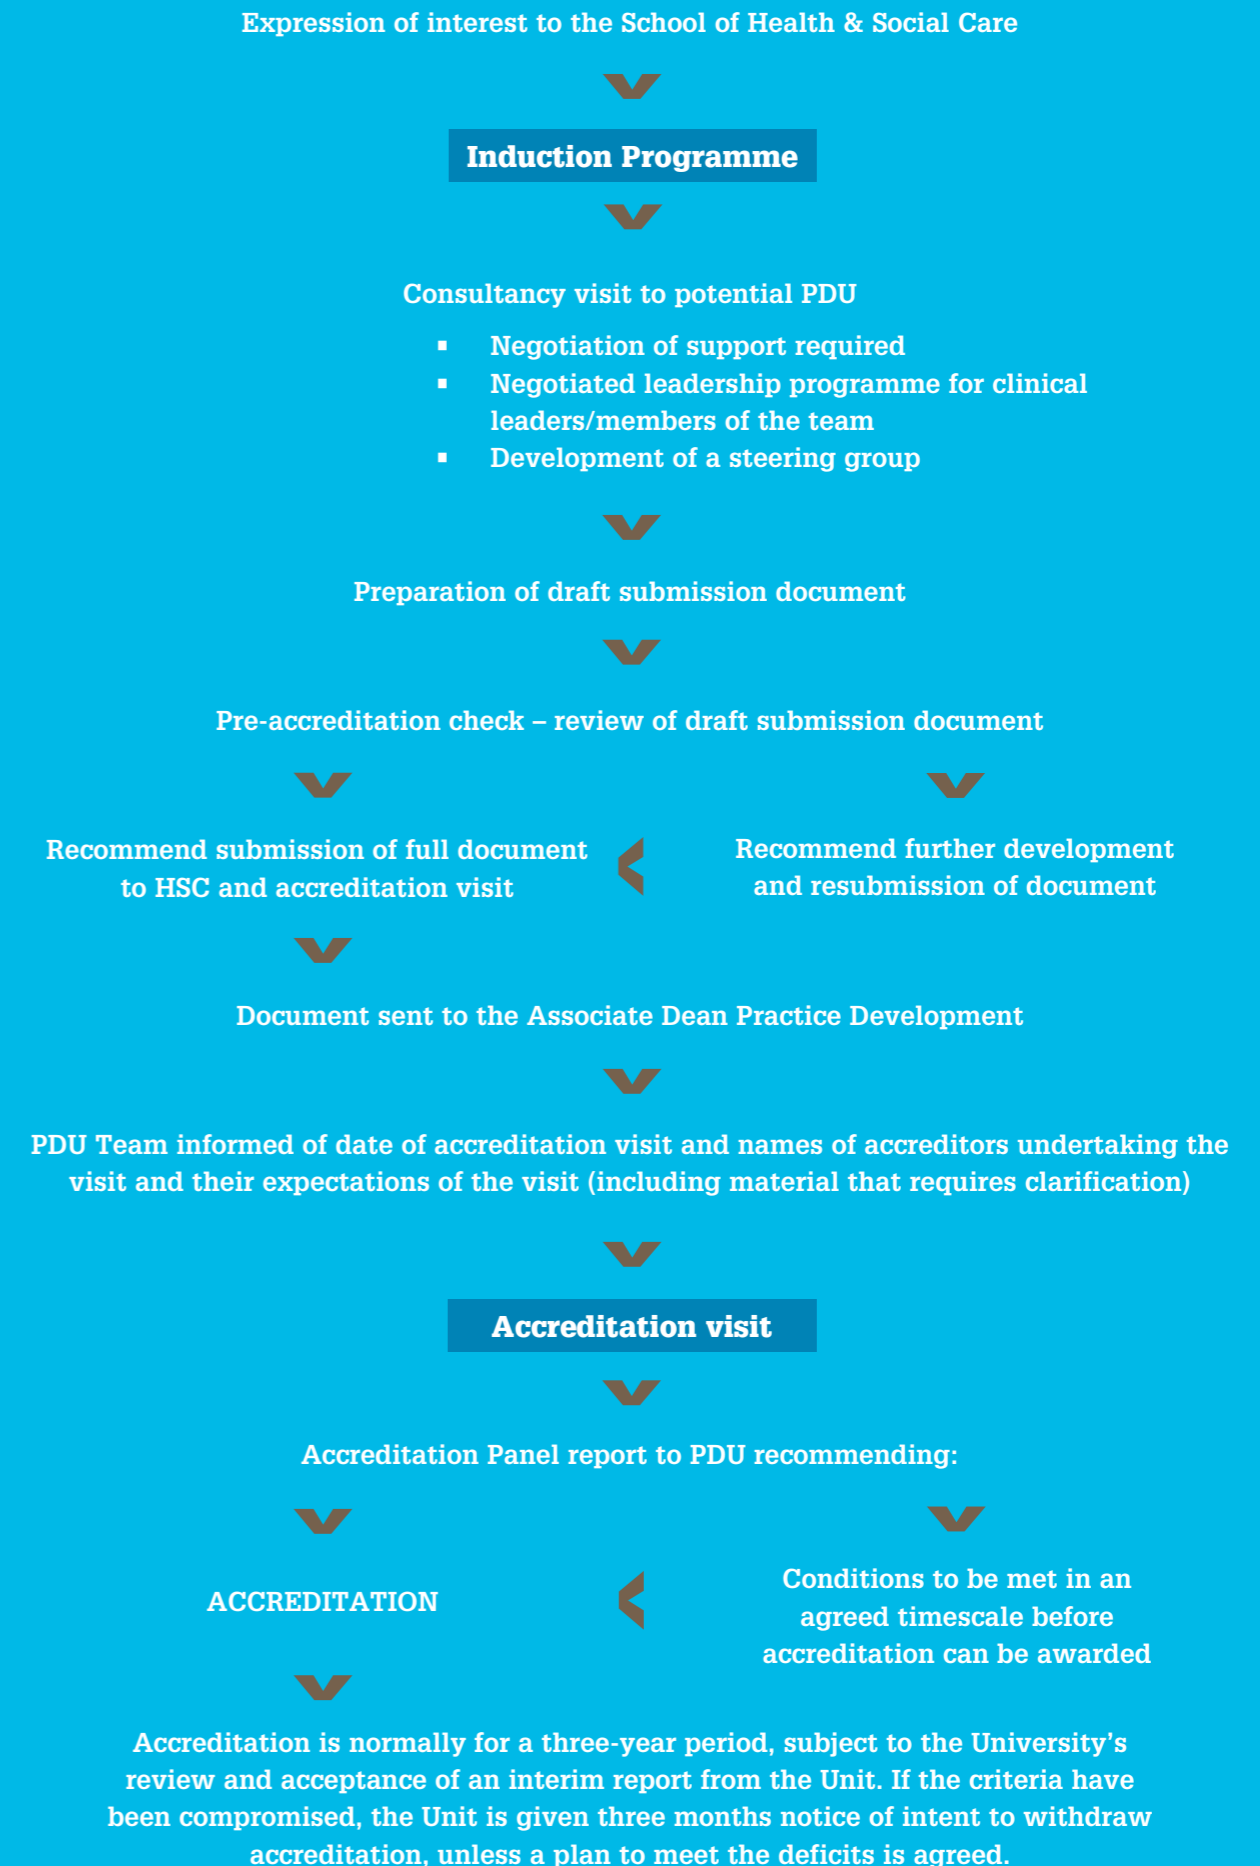 Expression of interest to the School of Health & Social Care
Induction Programme
Consultancy visit to potential PDU
▪ Negotiation of support required
▪ Negotiated leadership programme for clinical
leaders/members of the team
▪ Development of a steering group
Preparation of draft submission document
Pre-accreditation check – review of draft submission document
Recommend submission of full document
to HSC and accreditation visit
Recommend further development
and resubmission of document
Document sent to the Associate Dean Practice Development
PDU Team informed of date of accreditation visit and names of accreditors undertaking the
visit and their expectations of the visit (including material that requires clarification)
Accreditation visit
Accreditation Panel report to PDU recommending:
ACCREDITATION
Conditions to be met in an
agreed timescale before
accreditation can be awarded
Accreditation is normally for a three-year period, subject to the University’s
review and acceptance of an interim report from the Unit. If the criteria have
been compromised, the Unit is given three months notice of intent to withdraw
accreditation, unless a plan to meet the deficits is agreed.